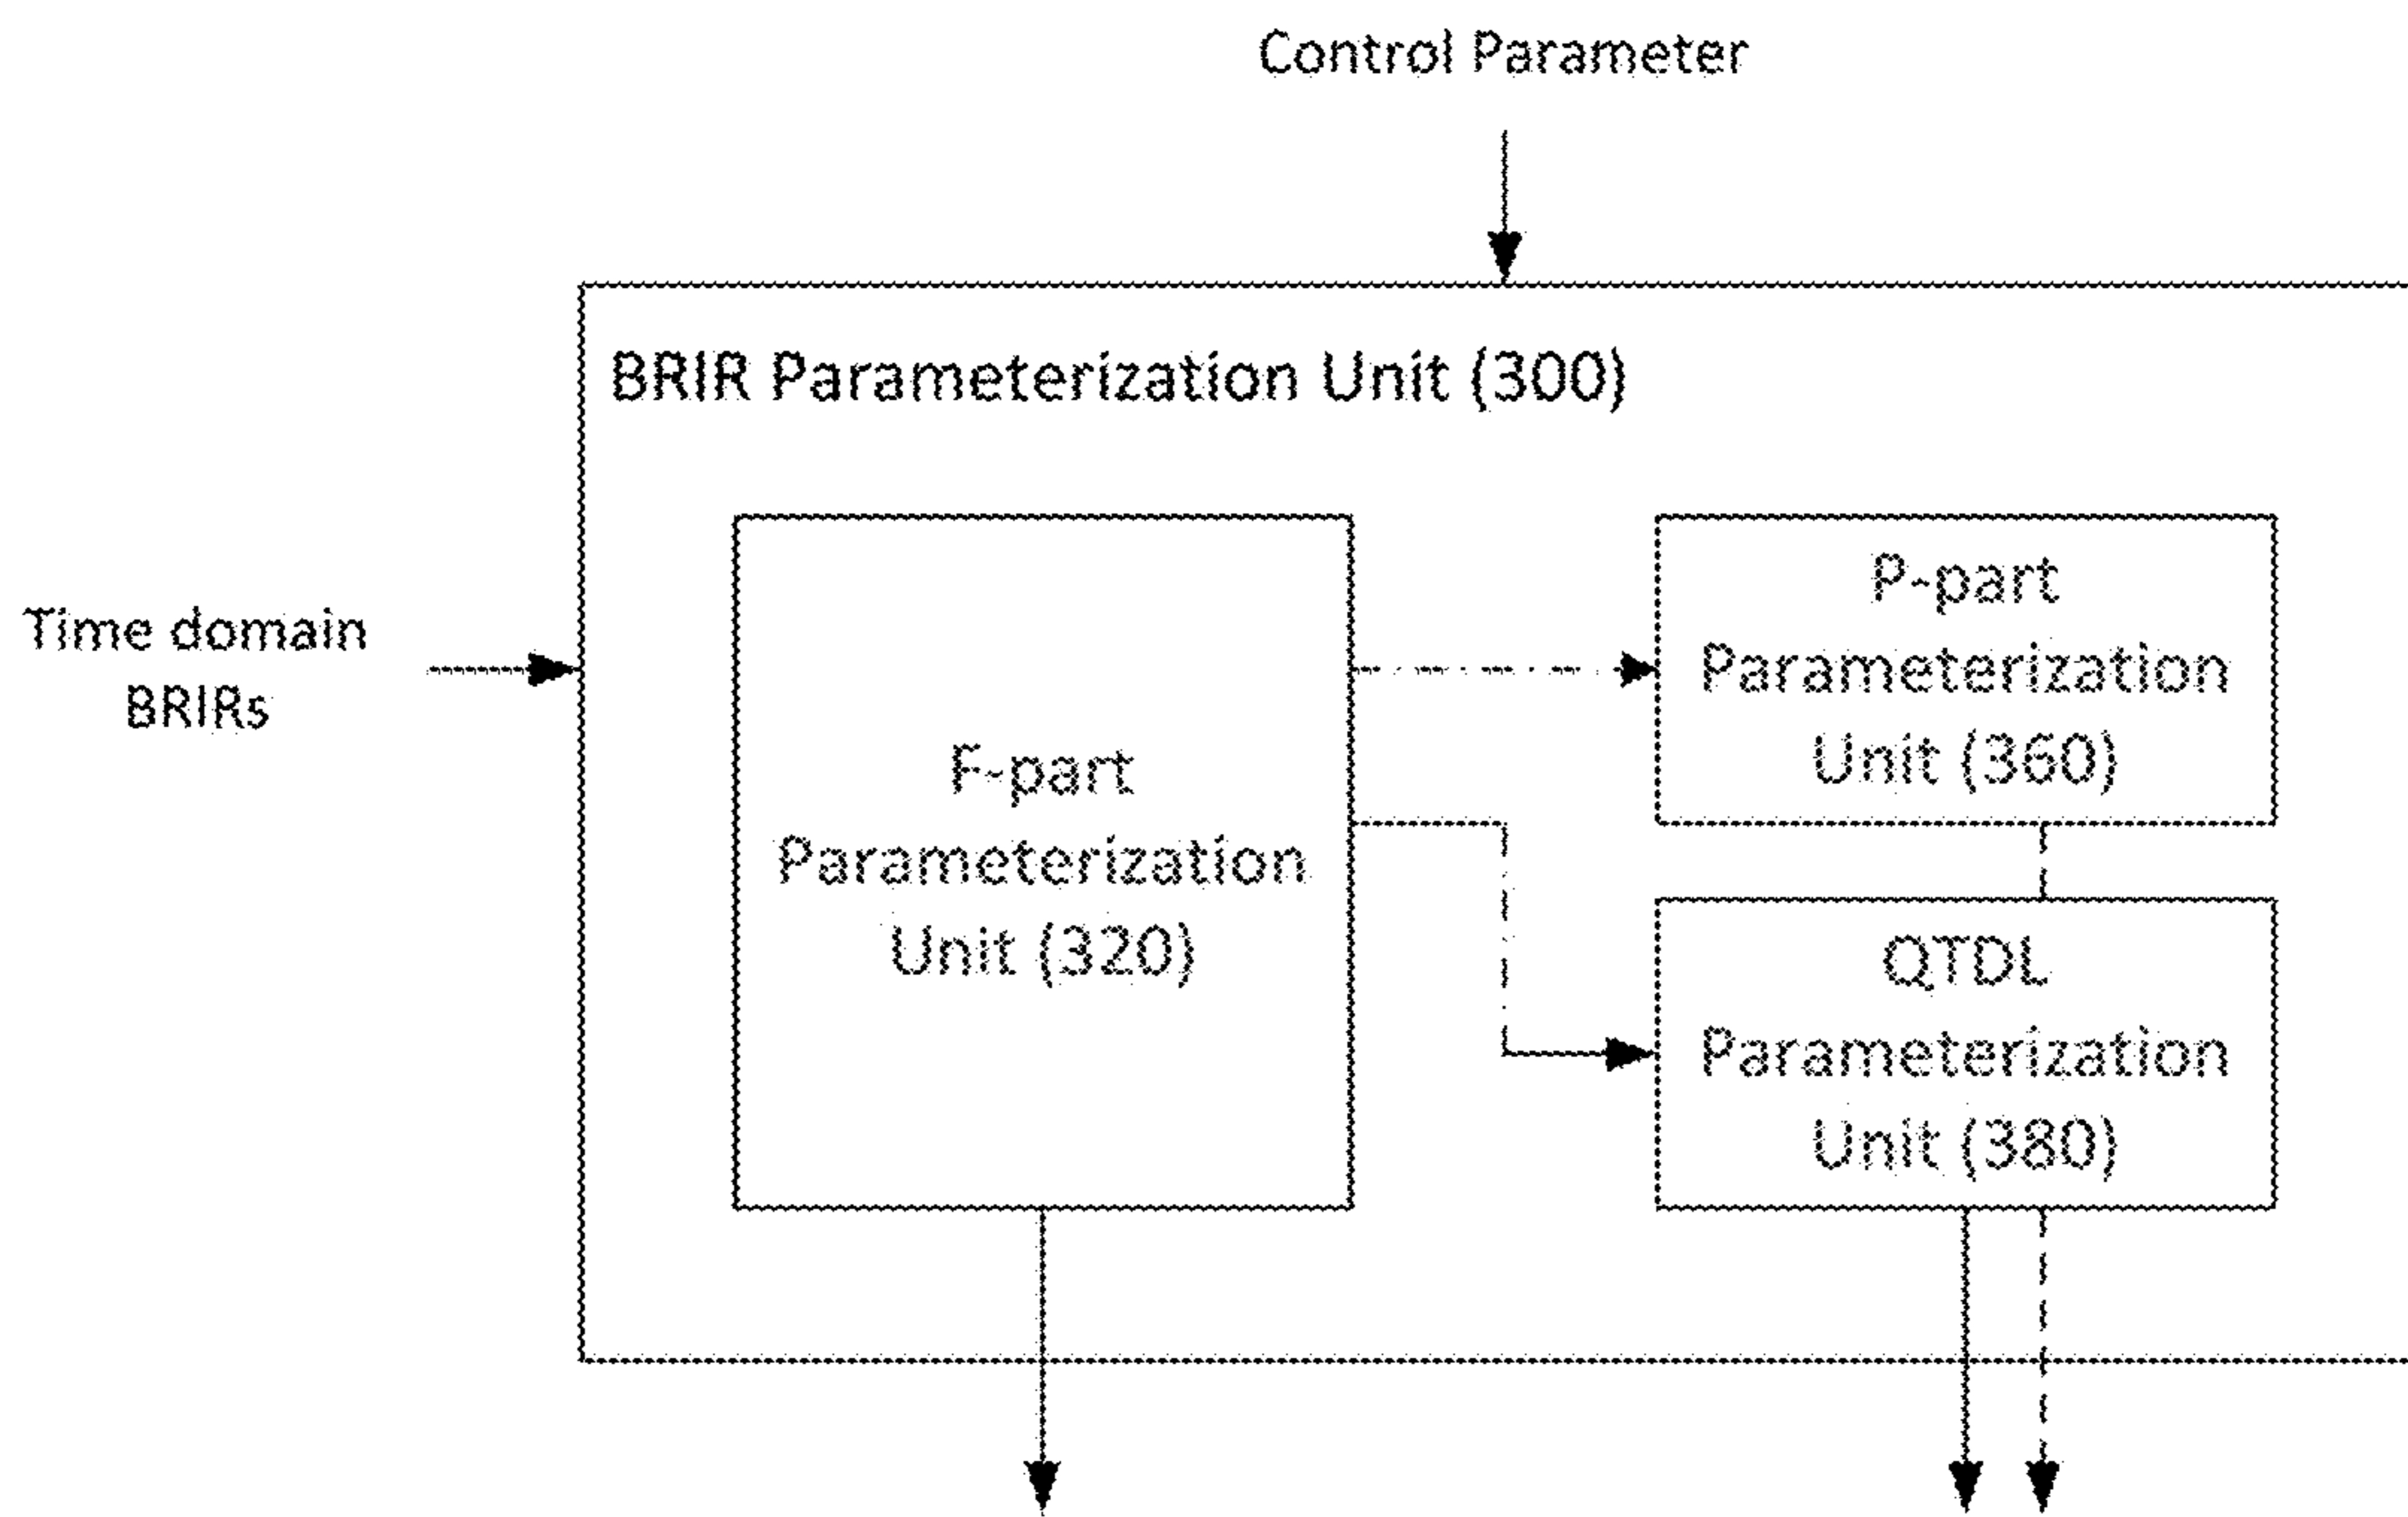 Control Parameter
BRIR Parameterization Unit (300)
Time domain
BRIRs
F-part
Parameterization
Unit (320)
P-part
Parameterization
Unit (360)
QTDL
Parameterization
Unit (380)